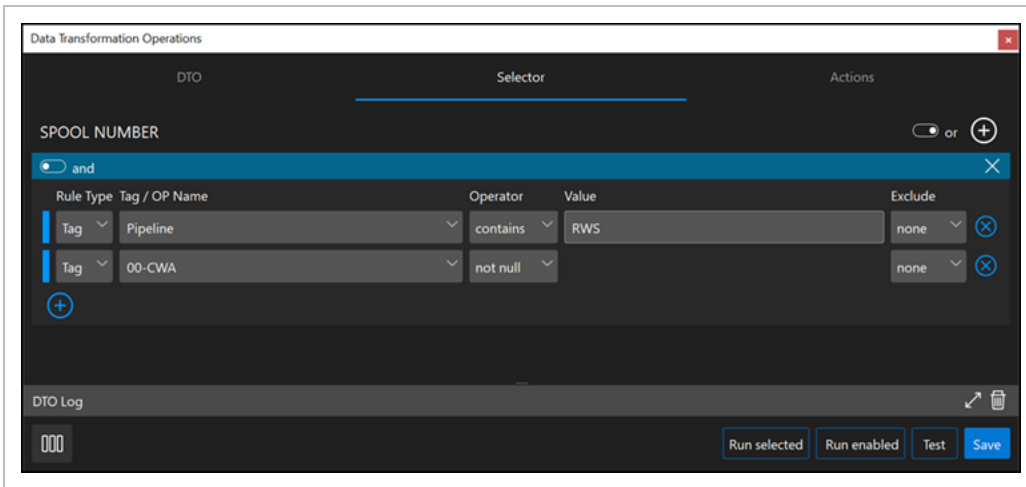 Data Transformation Operations
DTO Selector Actions
SPOOL NUMBER or
and
Rule Type Tag / OP Name Operator Value Exclude
Tag Pipeline contains RWS none
Tag 00-CWA not null none
DTO Log
Run selected Run enabled Test Save